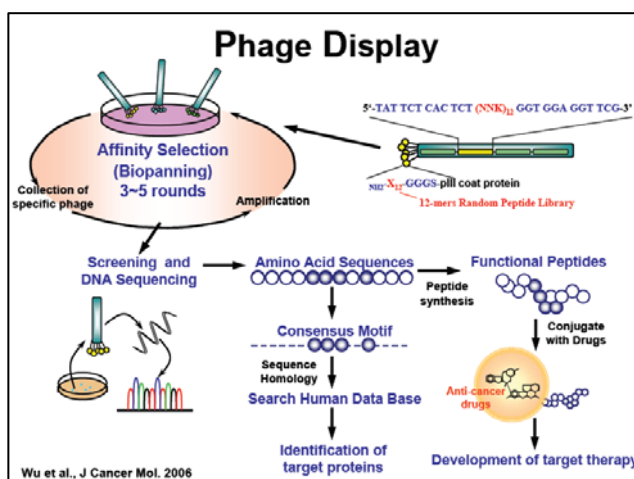 Phage Display
5'-TAT TCT CAC TCT (NNK)12 GGT GGA GGT TCG-3'
Affinity Selection
(Biopanning)
3~5 rounds
Collection of
specific phage
Amplification
NH2-X12-GGGS-pIII coat protein
12-mers Random Peptide Library
Screening and
DNA Sequencing
Amino Acid Sequences
Peptide
synthesis
Functional Peptides
Consensus Motif
Conjugate
with Drugs
Sequence
Homology
Search Human Data Base
Anti-cancer
drugs
Identification of
target proteins
Development of target therapy
Wu et al., J Cancer Mol. 2006